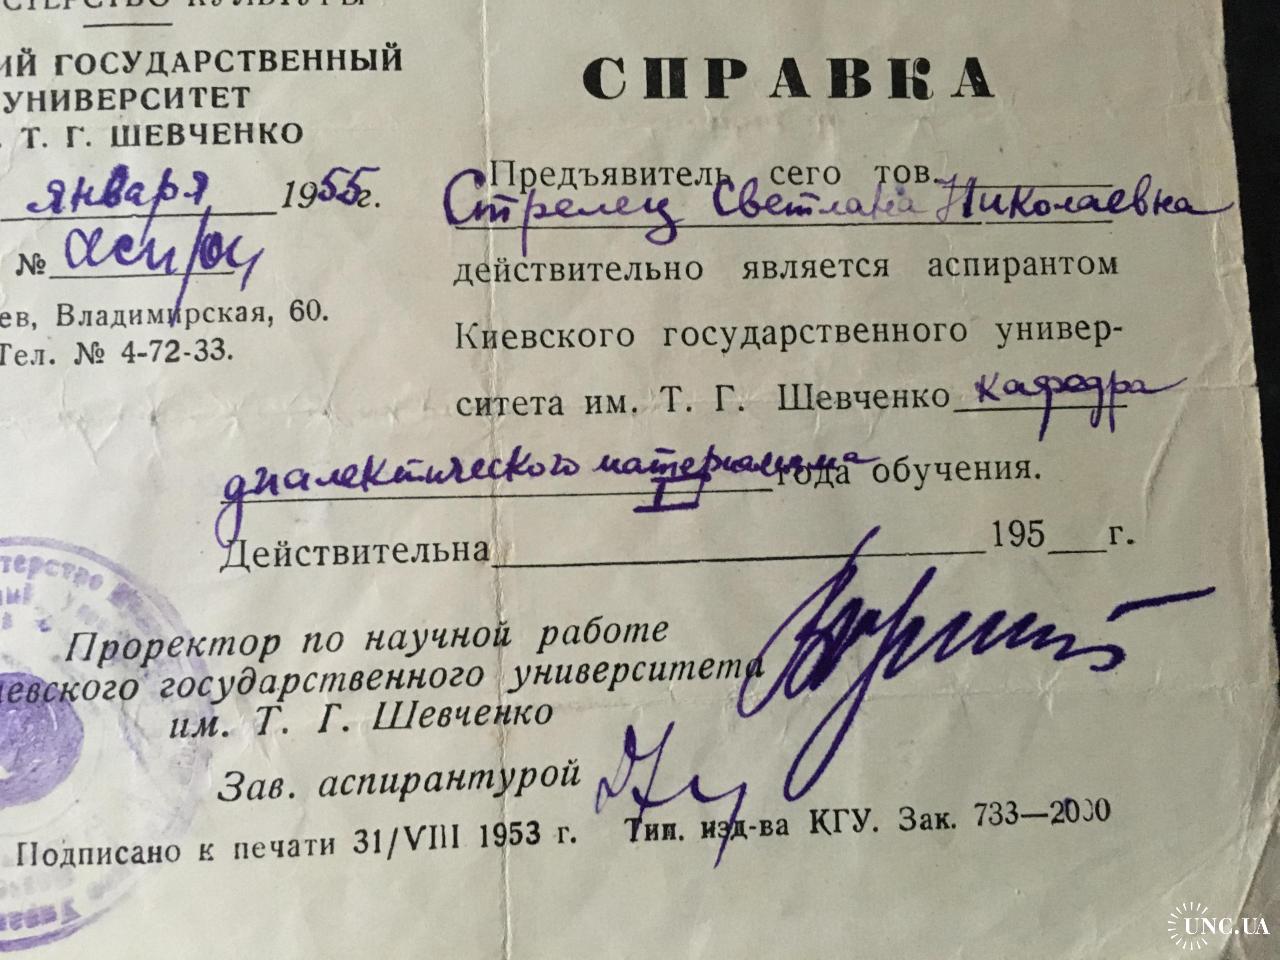 СТЕРСТВО КУЛЬТУРЫ
ИЙ ГОСУДАРСТВЕННЫЙ
УНИВЕРСИТЕТ
. Т. Г. ШЕВЧЕНКО
января 1955г.
№
ев, Владимирская, 60.
Тел. № 4-72-33.
СПРАВКА
Предъявитель сего тов.
Стрелец Светлана Николаевна
действительно является аспирантом
Киевского государственного универ-
ситета им. Т. Г. Шевченко кафедра
диалектического материализма
I года обучения.
Действительна 195 г.
Проректор по научной работе
иевского государственного университета
им. Т. Г. Шевченко
Зав. аспирантурой
Подписано к печати 31/VIII 1953 г. Тип. изд-ва КГУ. Зак. 733—2000
UNC.UA